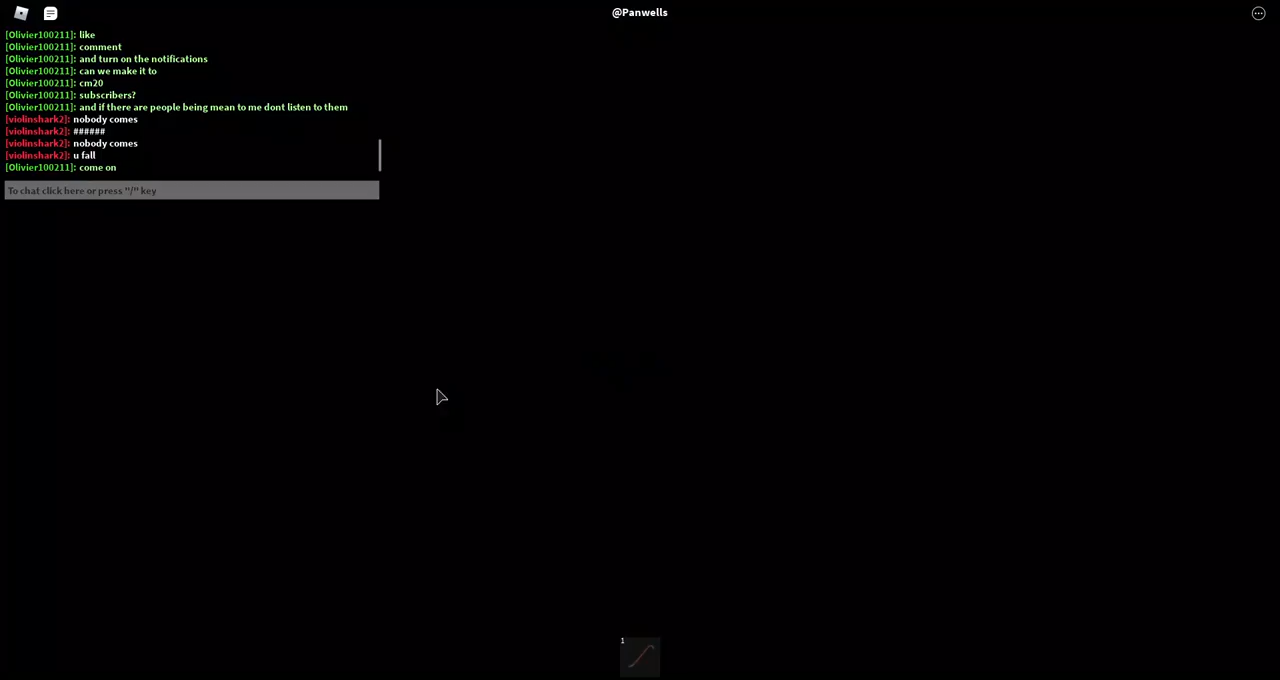 @Panwells
[Olivier100211]: like
[Olivier100211]: comment
[Olivier100211]: and turn on the notifications
[Olivier100211]: can we make it to
[Olivier100211]: cm20
[Olivier100211]: subscribers?
[Olivier100211]: and if there are people being mean to me dont listen to them
[violinshark2]: nobody comes
[violinshark2]: ######
[violinshark2]: nobody comes
[violinshark2]: u fall
[Olivier100211]: come on
To chat click here or press "/" key
1